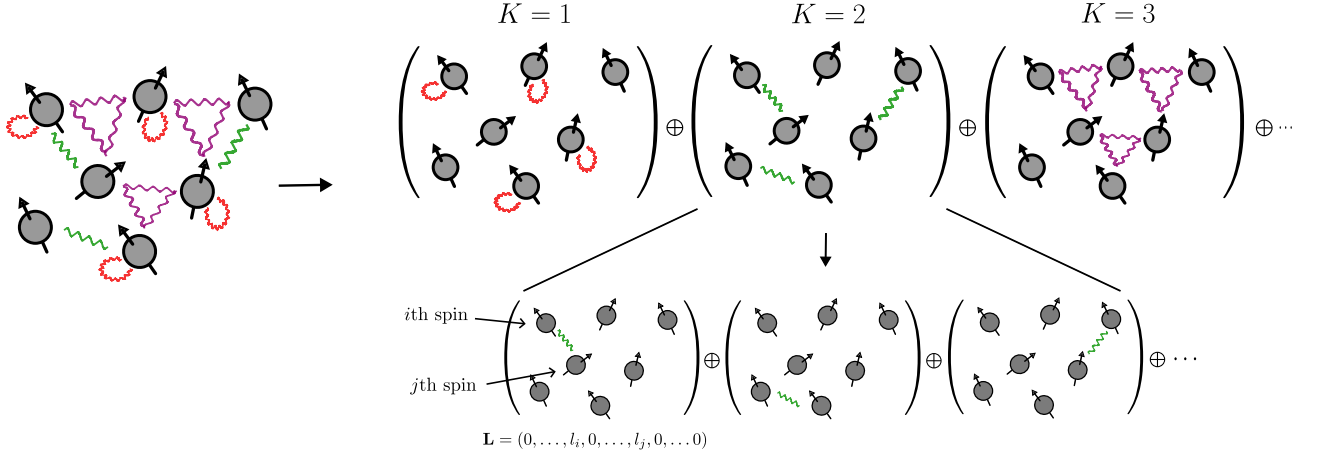 K = 1
K = 2
K = 3
⊕
⊕
⊕ ···
ith spin
jth spin
⊕
⊕
⊕ ···
L = (0, . . . , l_i, 0, . . . , l_j, 0, . . . 0)